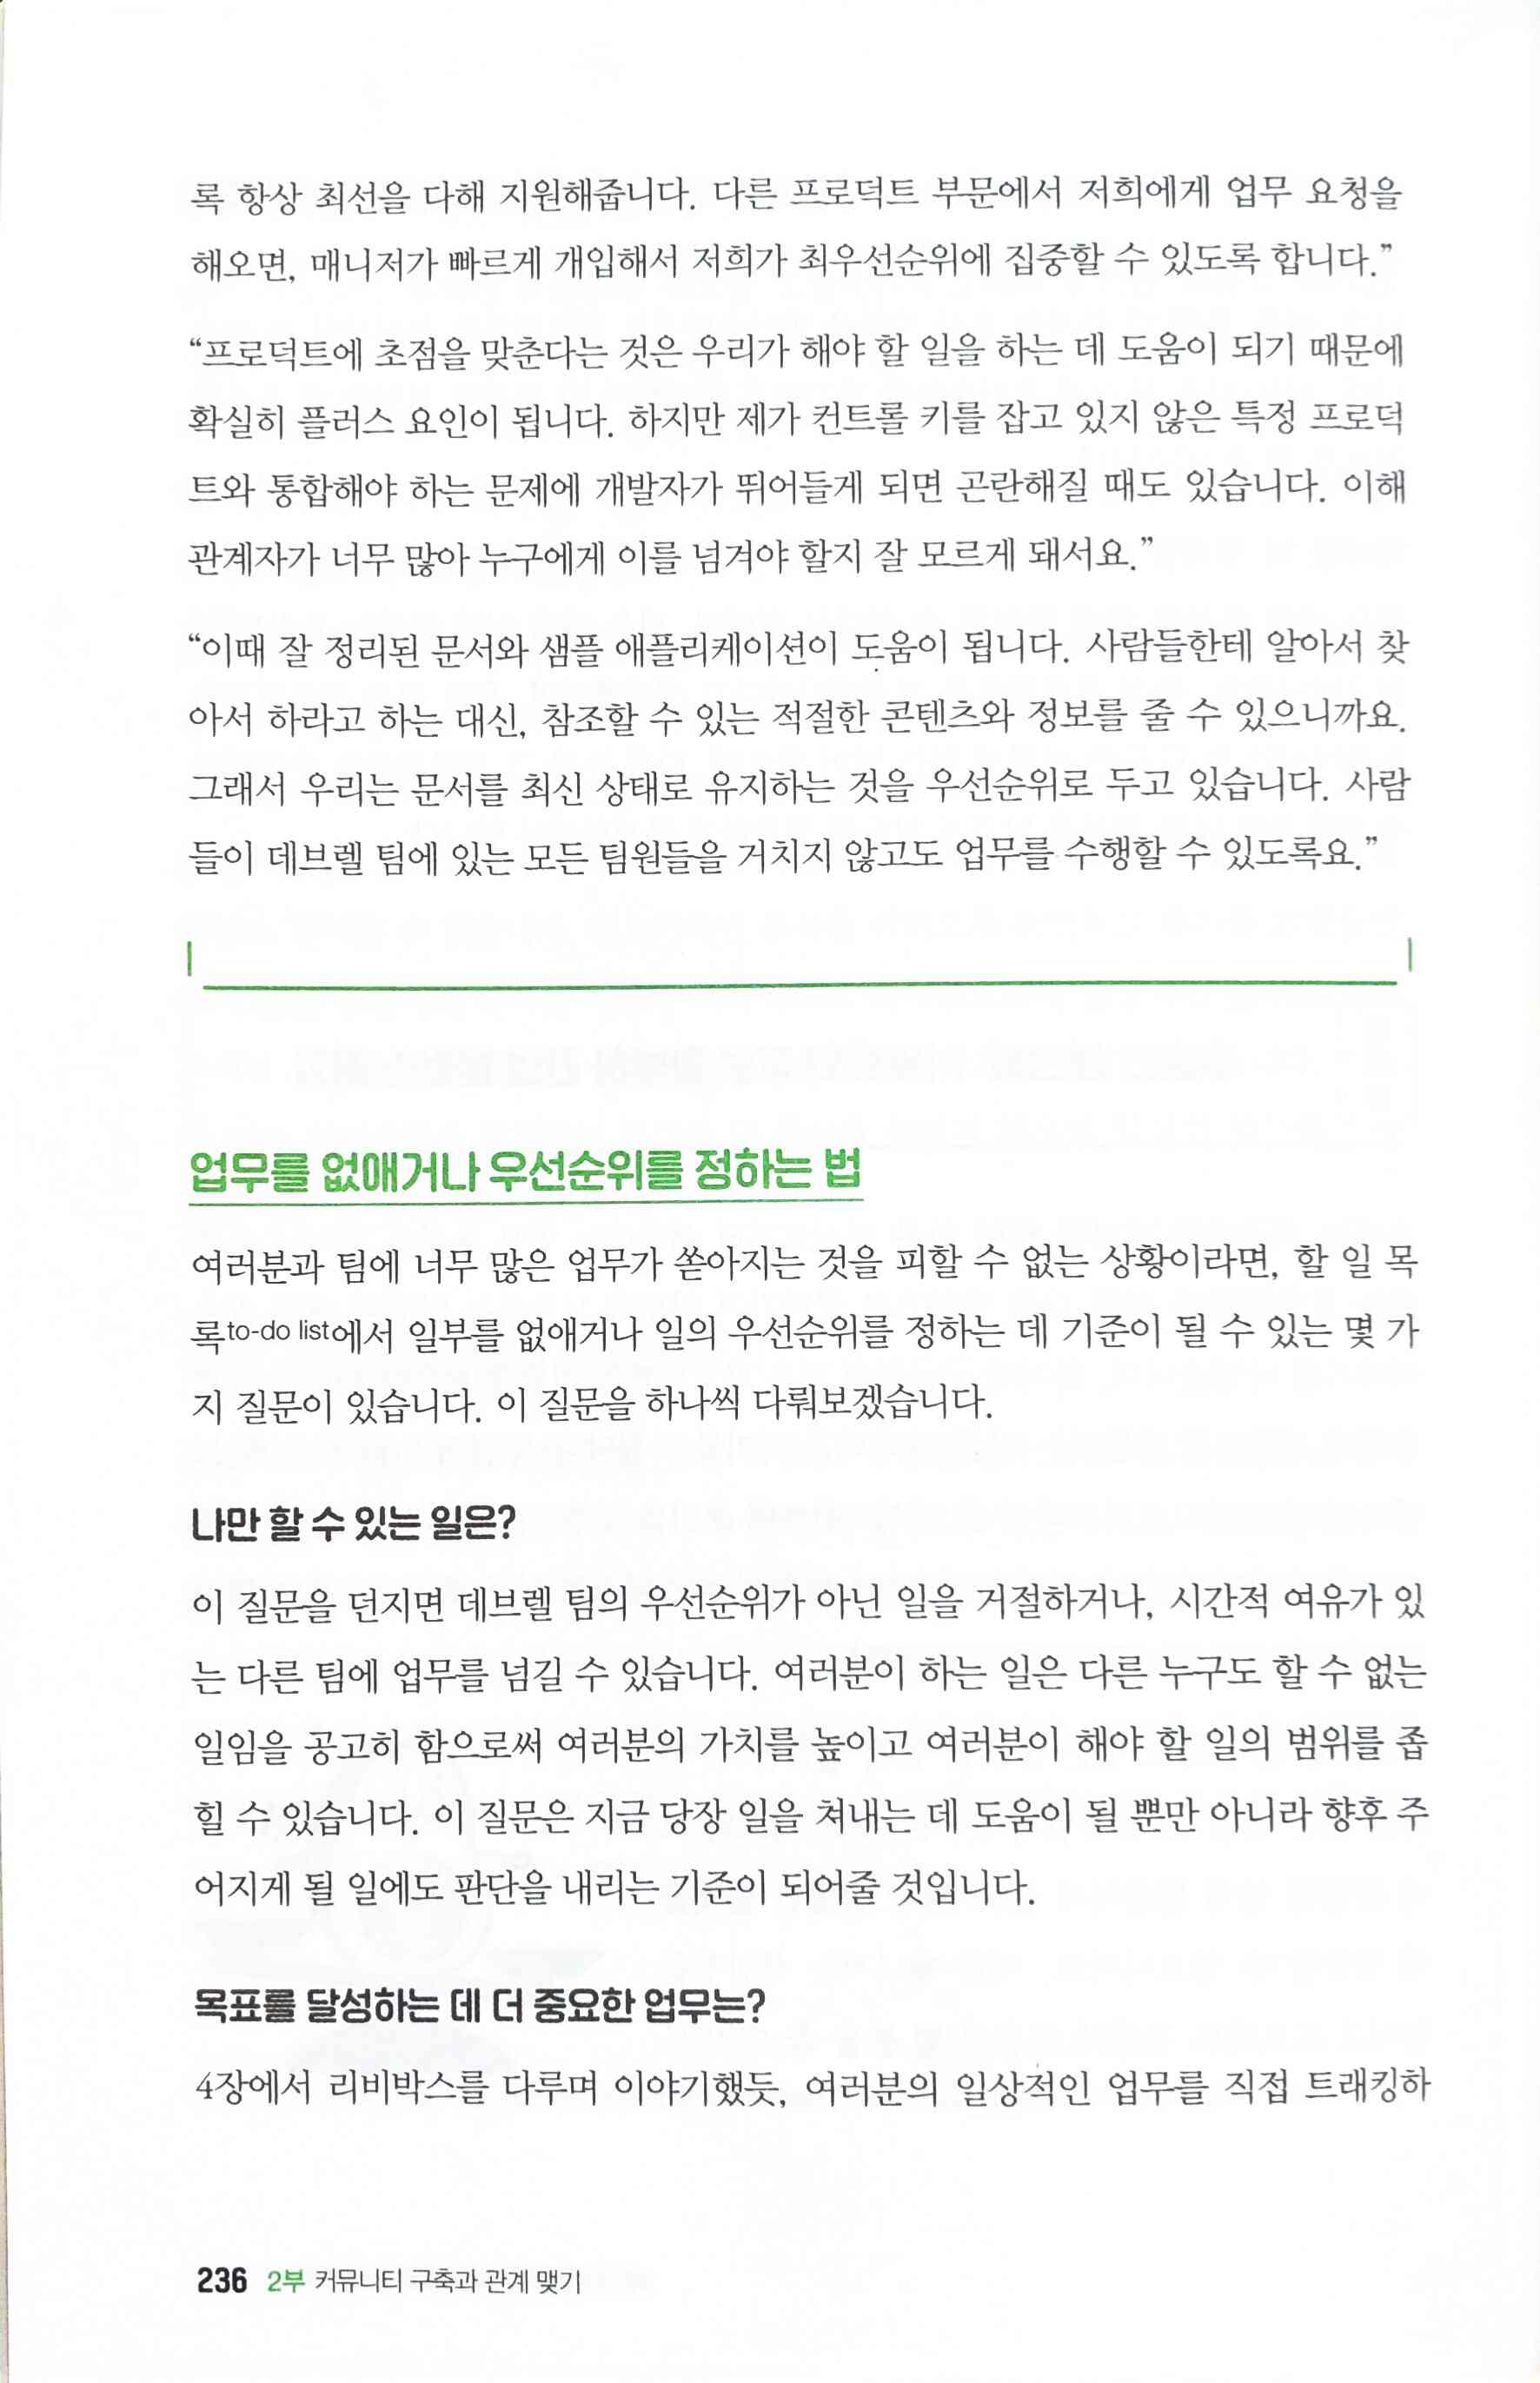 록 항상 최선을 다해 지원해줍니다. 다른 프로덕트 부문에서 저희에게 업무 요청을
해오면, 매니저가 빠르게 개입해서 저희가 최우선순위에 집중할 수 있도록 합니다.”
“프로덕트에 초점을 맞춘다는 것은 우리가 해야 할 일을 하는 데 도움이 되기 때문에
확실히 플러스 요인이 됩니다. 하지만 제가 컨트롤 키를 잡고 있지 않은 특정 프로덕
트와 통합해야 하는 문제에 개발자가 뛰어들게 되면 곤란해질 때도 있습니다. 이해
관계자가 너무 많아 누구에게 이를 넘겨야 할지 잘 모르게 돼서요.”
“이때 잘 정리된 문서와 샘플 애플리케이션이 도움이 됩니다. 사람들한테 알아서 찾
아서 하라고 하는 대신, 참조할 수 있는 적절한 콘텐츠와 정보를 줄 수 있으니까요.
그래서 우리는 문서를 최신 상태로 유지하는 것을 우선순위로 두고 있습니다. 사람
들이 데브렐 팀에 있는 모든 팀원들을 거치지 않고도 업무를 수행할 수 있도록요.”
업무를 없애거나 우선순위를 정하는 법
여러분과 팀에 너무 많은 업무가 쏟아지는 것을 피할 수 없는 상황이라면, 할 일 목
록to-do list에서 일부를 없애거나 일의 우선순위를 정하는 데 기준이 될 수 있는 몇 가
지 질문이 있습니다. 이 질문을 하나씩 다뤄보겠습니다.
나만 할 수 있는 일은?
이 질문을 던지면 데브렐 팀의 우선순위가 아닌 일을 거절하거나, 시간적 여유가 있
는 다른 팀에 업무를 넘길 수 있습니다. 여러분이 하는 일은 다른 누구도 할 수 없는
일임을 공고히 함으로써 여러분의 가치를 높이고 여러분이 해야 할 일의 범위를 좁
힐 수 있습니다. 이 질문은 지금 당장 일을 쳐내는 데 도움이 될 뿐만 아니라 향후 주
어지게 될 일에도 판단을 내리는 기준이 되어줄 것입니다.
목표를 달성하는 데 더 중요한 업무는?
4장에서 리비박스를 다루며 이야기했듯, 여러분의 일상적인 업무를 직접 트래킹하
236 2부 커뮤니티 구축과 관계 맺기